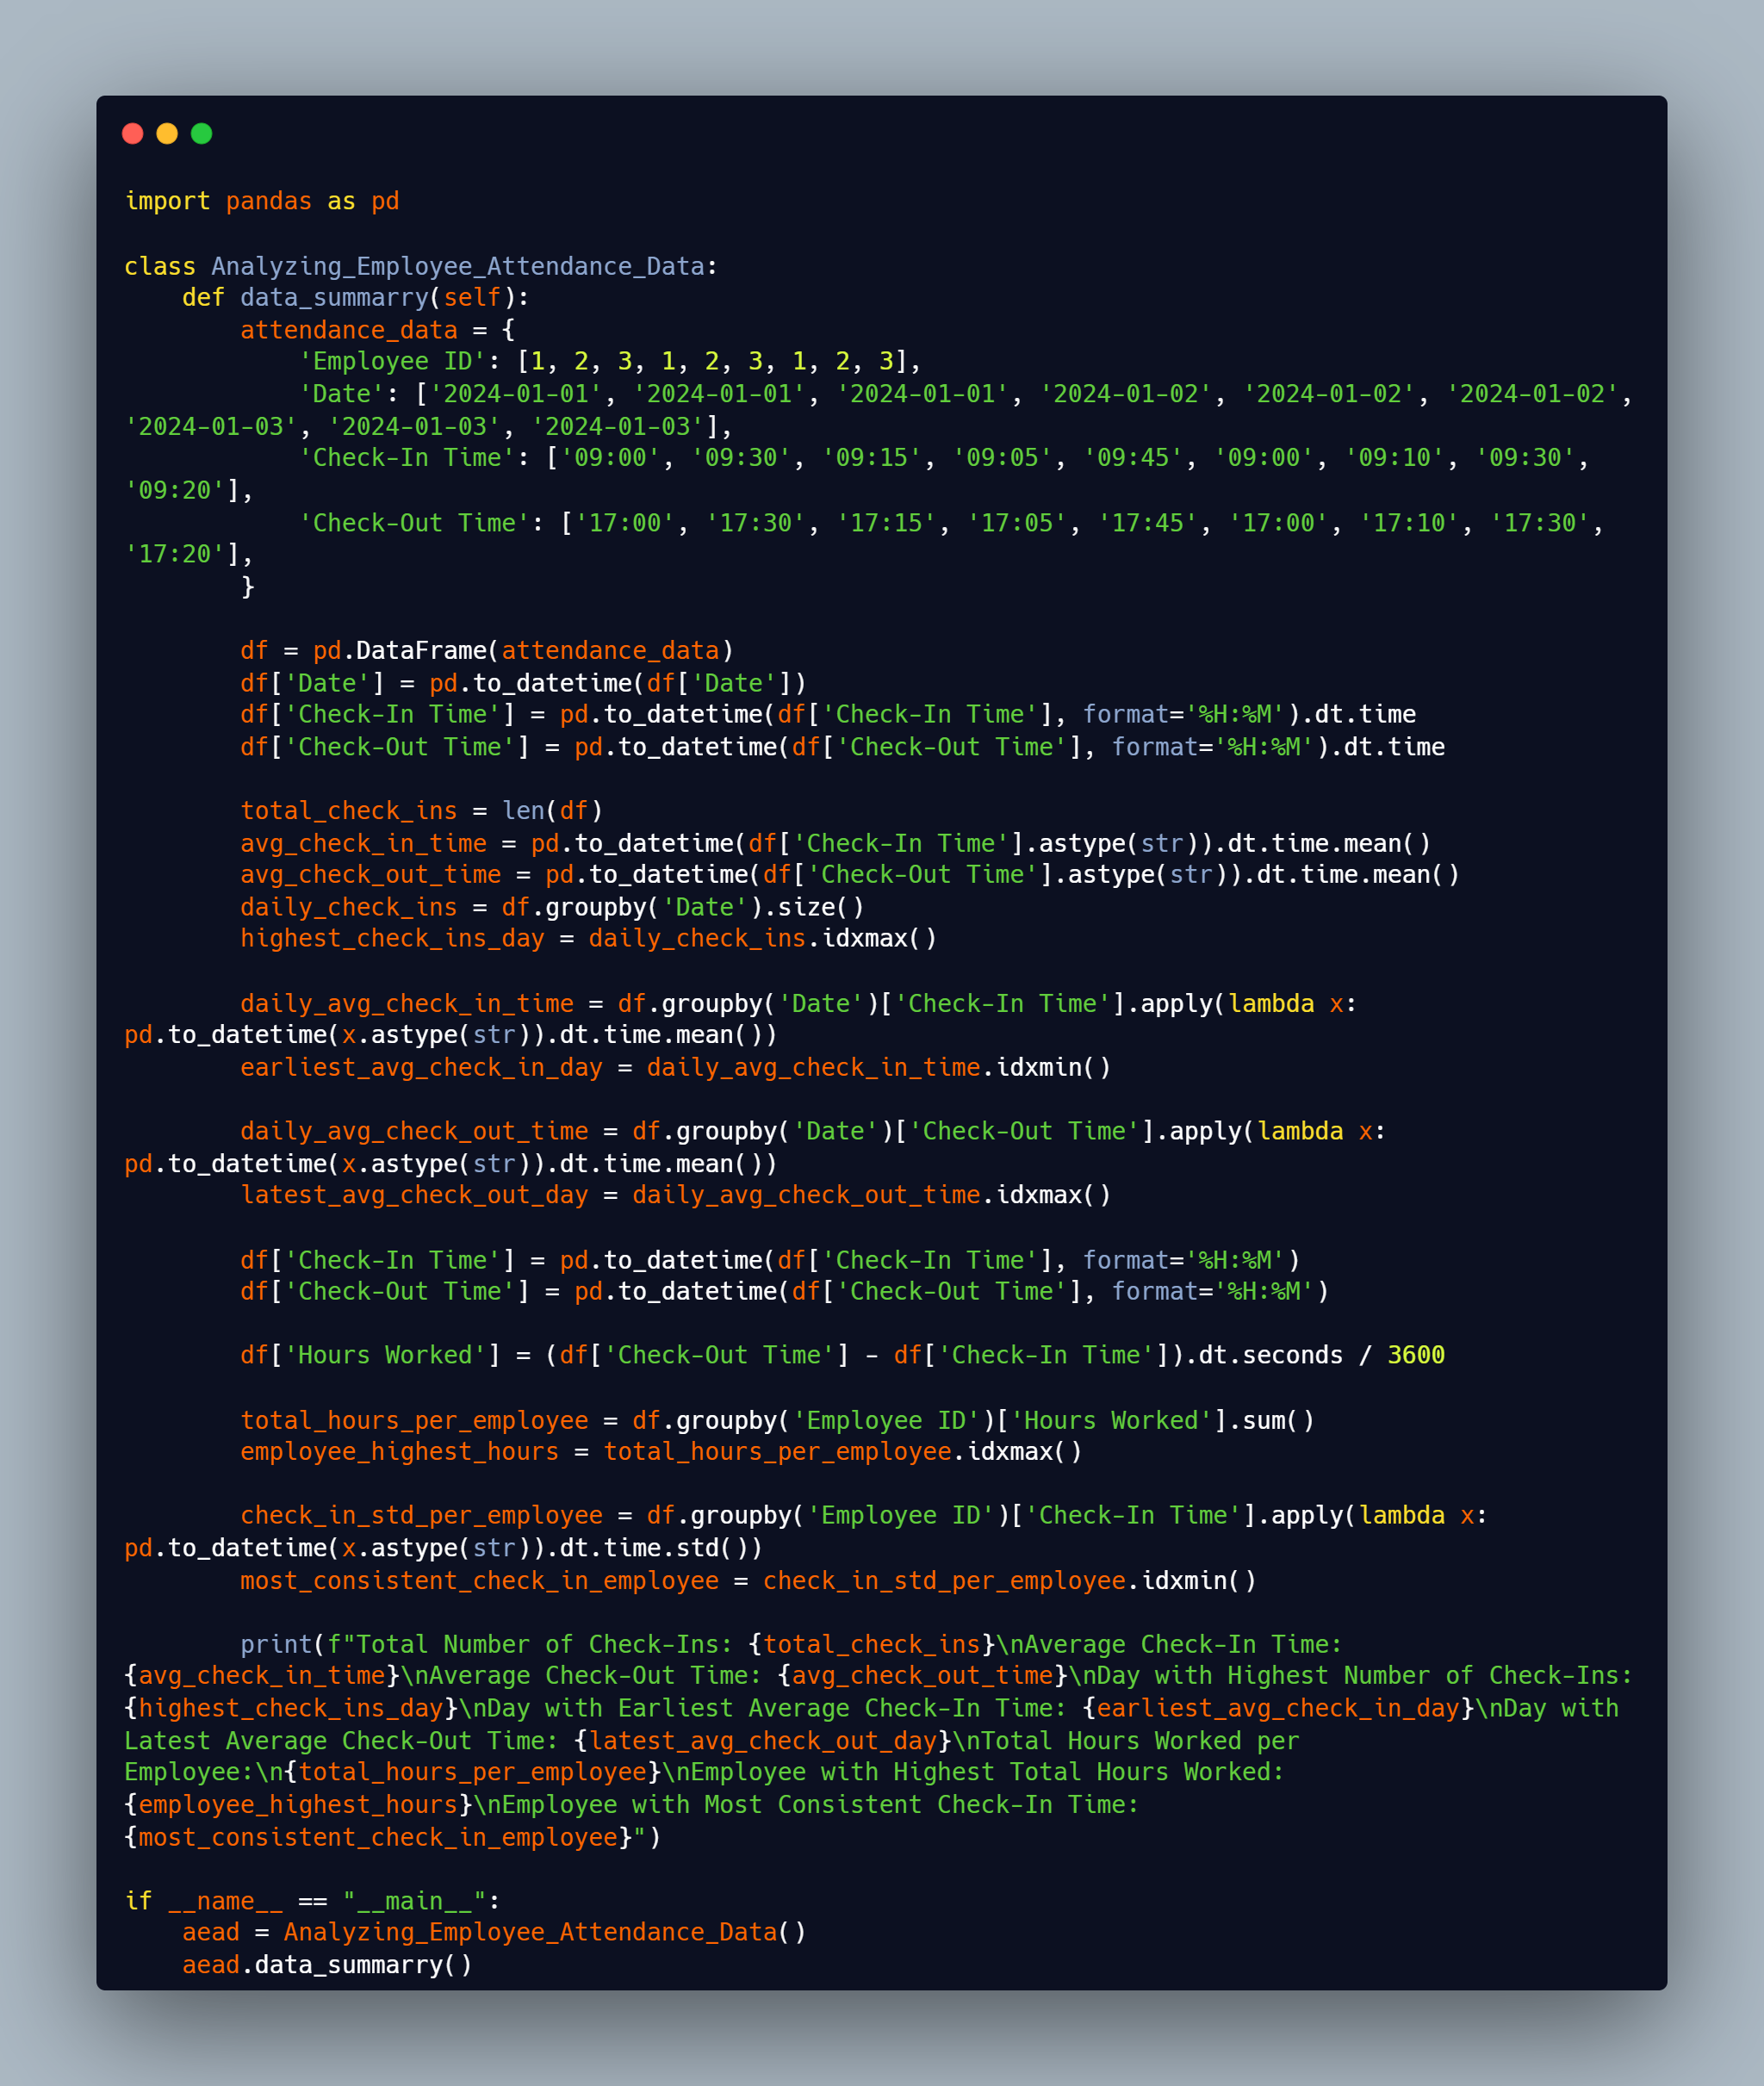 import pandas as pd

class Analyzing_Employee_Attendance_Data:
    def data_summarry(self):
        attendance_data = {
            'Employee ID': [1, 2, 3, 1, 2, 3, 1, 2, 3],
            'Date': ['2024-01-01', '2024-01-01', '2024-01-01', '2024-01-02', '2024-01-02', '2024-01-02',
'2024-01-03', '2024-01-03', '2024-01-03'],
            'Check-In Time': ['09:00', '09:30', '09:15', '09:05', '09:45', '09:00', '09:10', '09:30',
'09:20'],
            'Check-Out Time': ['17:00', '17:30', '17:15', '17:05', '17:45', '17:00', '17:10', '17:30',
'17:20'],
        }

        df = pd.DataFrame(attendance_data)
        df['Date'] = pd.to_datetime(df['Date'])
        df['Check-In Time'] = pd.to_datetime(df['Check-In Time'], format='%H:%M').dt.time
        df['Check-Out Time'] = pd.to_datetime(df['Check-Out Time'], format='%H:%M').dt.time

        total_check_ins = len(df)
        avg_check_in_time = pd.to_datetime(df['Check-In Time'].astype(str)).dt.time.mean()
        avg_check_out_time = pd.to_datetime(df['Check-Out Time'].astype(str)).dt.time.mean()
        daily_check_ins = df.groupby('Date').size()
        highest_check_ins_day = daily_check_ins.idxmax()

        daily_avg_check_in_time = df.groupby('Date')['Check-In Time'].apply(lambda x:
pd.to_datetime(x.astype(str)).dt.time.mean())
        earliest_avg_check_in_day = daily_avg_check_in_time.idxmin()

        daily_avg_check_out_time = df.groupby('Date')['Check-Out Time'].apply(lambda x:
pd.to_datetime(x.astype(str)).dt.time.mean())
        latest_avg_check_out_day = daily_avg_check_out_time.idxmax()

        df['Check-In Time'] = pd.to_datetime(df['Check-In Time'], format='%H:%M')
        df['Check-Out Time'] = pd.to_datetime(df['Check-Out Time'], format='%H:%M')

        df['Hours Worked'] = (df['Check-Out Time'] - df['Check-In Time']).dt.seconds / 3600

        total_hours_per_employee = df.groupby('Employee ID')['Hours Worked'].sum()
        employee_highest_hours = total_hours_per_employee.idxmax()

        check_in_std_per_employee = df.groupby('Employee ID')['Check-In Time'].apply(lambda x:
pd.to_datetime(x.astype(str)).dt.time.std())
        most_consistent_check_in_employee = check_in_std_per_employee.idxmin()

        print(f"Total Number of Check-Ins: {total_check_ins}\nAverage Check-In Time:
{avg_check_in_time}\nAverage Check-Out Time: {avg_check_out_time}\nDay with Highest Number of Check-Ins:
{highest_check_ins_day}\nDay with Earliest Average Check-In Time: {earliest_avg_check_in_day}\nDay with
Latest Average Check-Out Time: {latest_avg_check_out_day}\nTotal Hours Worked per
Employee:\n{total_hours_per_employee}\nEmployee with Highest Total Hours Worked:
{employee_highest_hours}\nEmployee with Most Consistent Check-In Time:
{most_consistent_check_in_employee}")

if __name__ == "__main__":
    aead = Analyzing_Employee_Attendance_Data()
    aead.data_summarry()